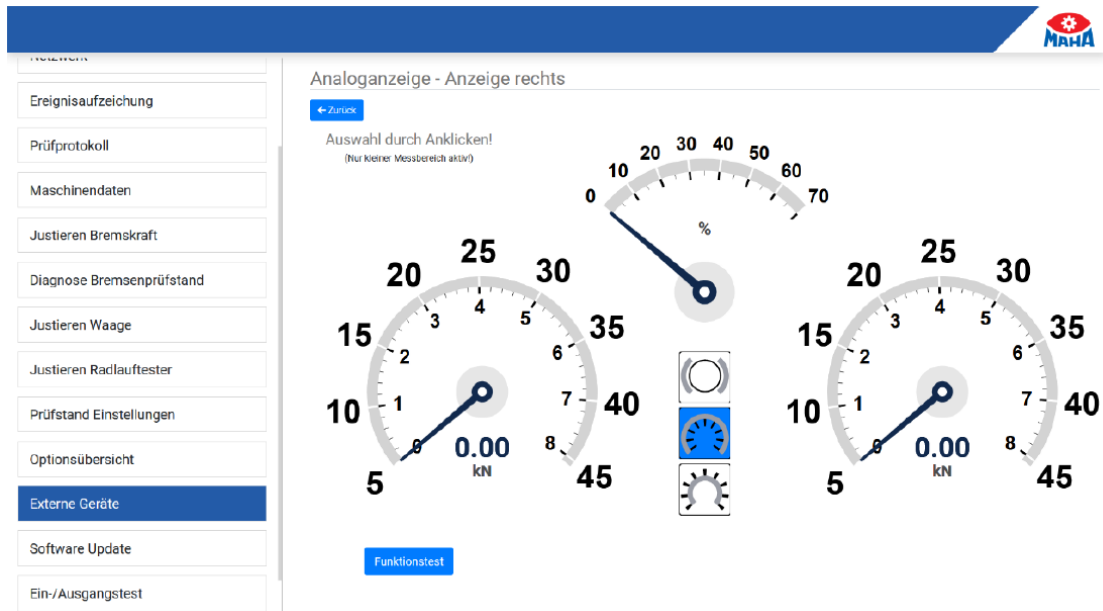 MAHA
Netzwerk
Ereignisaufzeichung
Prüfprotokoll
Maschinendaten
Justieren Bremskraft
Diagnose Bremsenprüfstand
Justieren Waage
Justieren Radlauftester
Prüfstand Einstellungen
Optionsübersicht
Externe Geräte
Software Update
Ein-/Ausgangstest
Analoganzeige - Anzeige rechts
←Zurück
Auswahl durch Anklicken!
(Nur kleiner Messbereich aktiv!)
0 10 20 30 40 50 60 70
%
5 10 15 20 25 30 35 40 45
0 1 2 3 4 5 6 7 8
0.00
kN
5 10 15 20 25 30 35 40 45
0 1 2 3 4 5 6 7 8
0.00
kN
Funktionstest